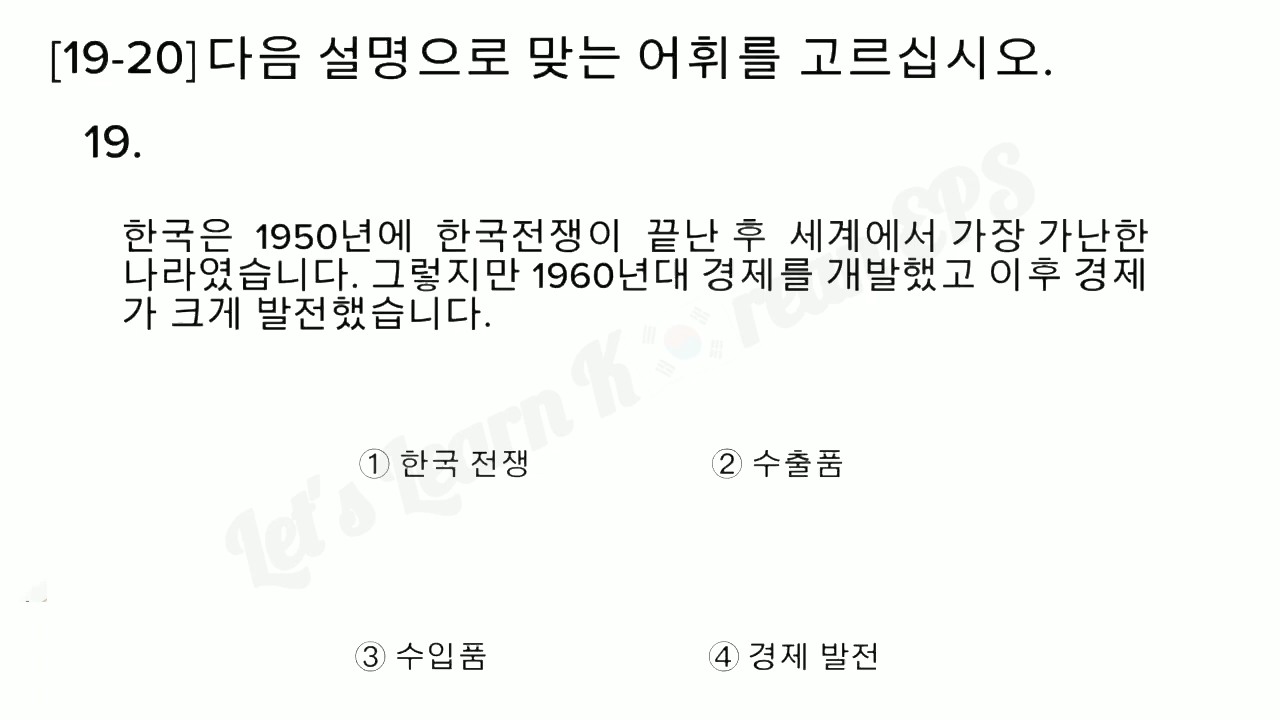 [19-20] 다음 설명으로 맞는 어휘를 고르십시오.
19.
한국은 1950년에 한국전쟁이 끝난 후 세계에서 가장 가난한
나라였습니다. 그렇지만 1960년대 경제를 개발했고 이후 경제
가 크게 발전했습니다.
① 한국 전쟁 ② 수출품
③ 수입품 ④ 경제 발전
Let's Learn K rean EPS